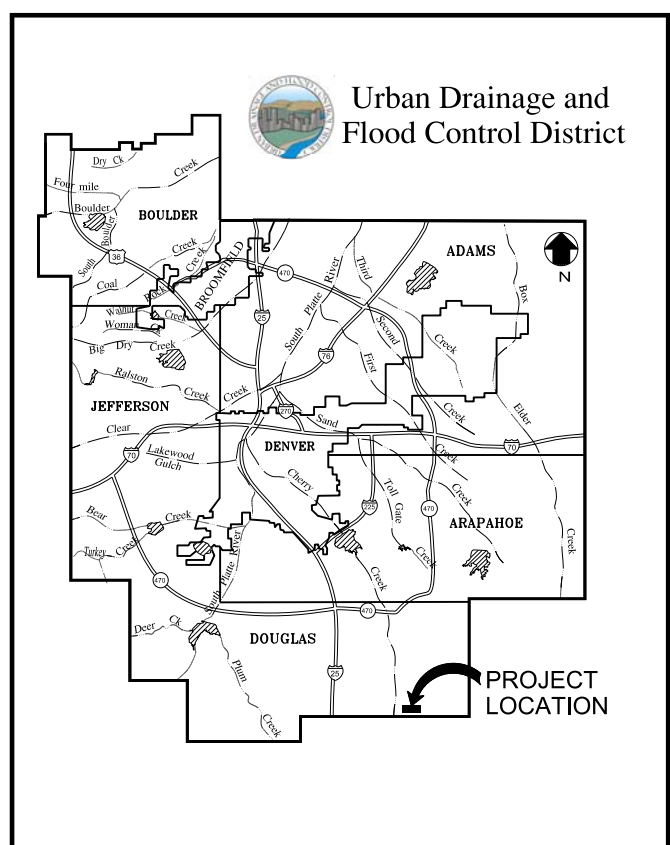 Urban Drainage and
Flood Control District
Dry Ck
Creek
Four mile
Boulder
BOULDER
Boulder
South
36
Creek
Coal
Creek
Rock
BROOMFIELD
470
25
South Platte River
Third
ADAMS
N
Box
Second
Creek
Walnut
Woman
Creek
Big Dry Creek
76
First
Ralston
Creek
Creek
JEFFERSON
270
Sand
Creek
Elder
Clear
DENVER
70
Lakewood
Gulch
70
Creek
Cherry
Toll
Gate
Creek
225
470
ARAPAHOE
Bear
Creek
Turkey
Creek
South Platte River
Creek
Creek
Creek
470
470
Deer Ck
DOUGLAS
Plum
Creek
25
PROJECT
LOCATION